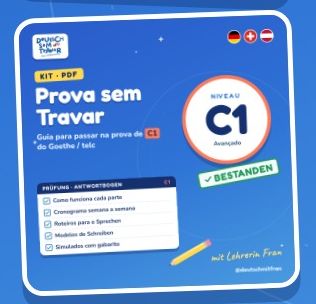 DEUTSCH
SEM
TRAVAR
KIT · PDF
Prova sem
Travar
Guia para passar na prova de C1
do Goethe / telc
NIVEAU
C1
Avançado
BESTANDEN
PRÜFUNG · ANTWORTBOGEN C1
Como funciona cada parte
Cronograma semana a semana
Roteiros para o Sprechen
Modelos de Schreiben
Simulados com gabarito
mit Lehrerin Fran